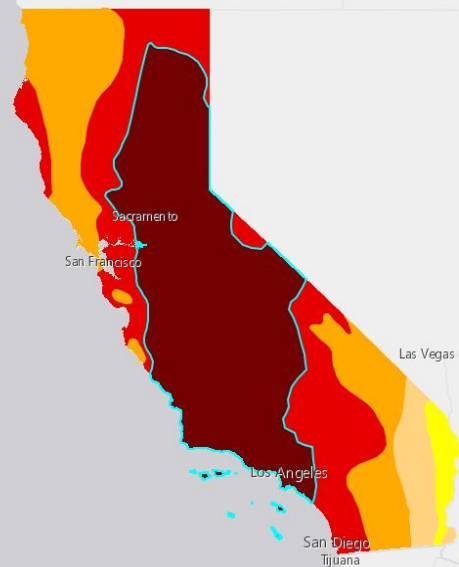 Sacramento
San Francisco
Las Vegas
Los Angeles
San Diego
Tijuana